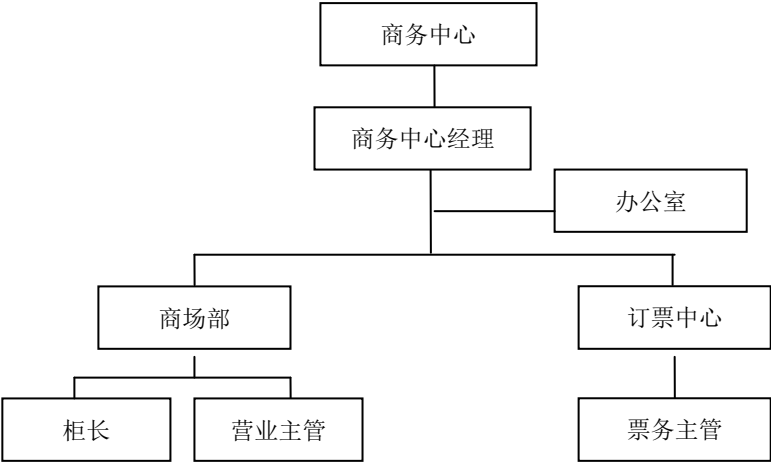 商务中心
商务中心经理
办公室
商场部
订票中心
柜长
营业主管
票务主管